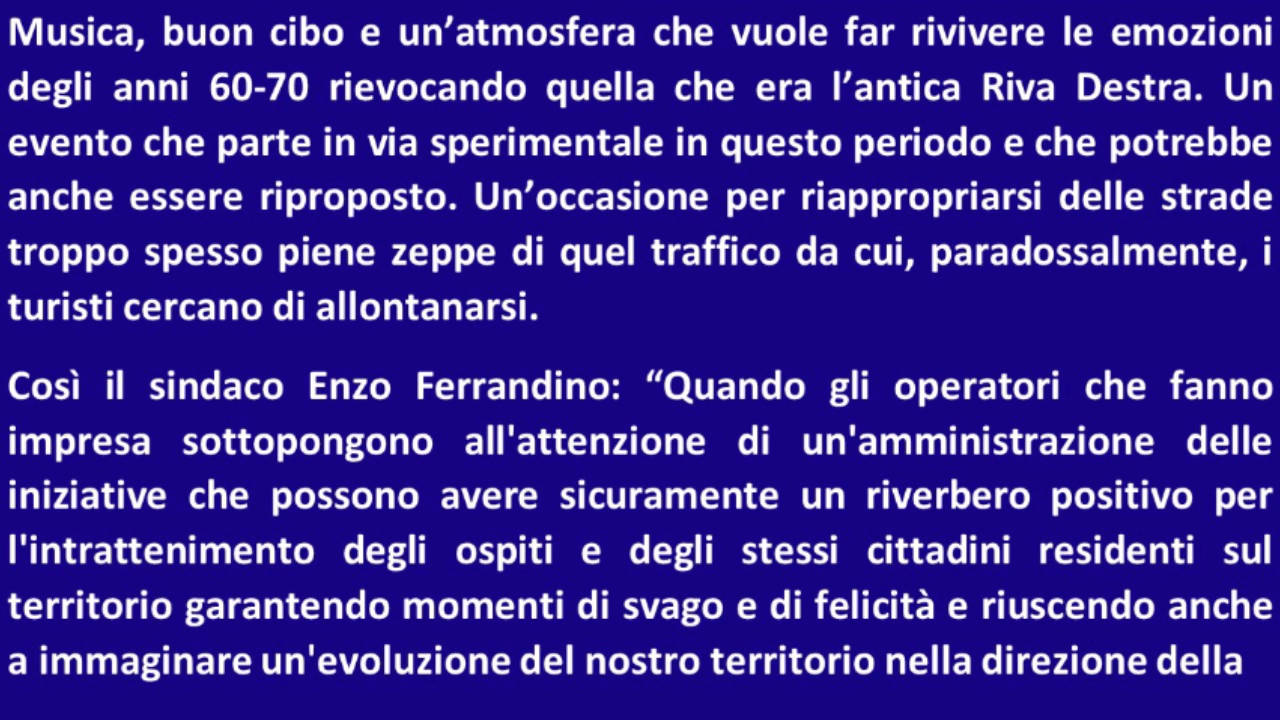 Musica, buon cibo e un’atmosfera che vuole far rivivere le emozioni
degli anni 60-70 rievocando quella che era l’antica Riva Destra. Un
evento che parte in via sperimentale in questo periodo e che potrebbe
anche essere riproposto. Un’occasione per riappropriarsi delle strade
troppo spesso piene zeppe di quel traffico da cui, paradossalmente, i
turisti cercano di allontanarsi.
Così il sindaco Enzo Ferrandino: “Quando gli operatori che fanno
impresa sottopongono all'attenzione di un'amministrazione delle
iniziative che possono avere sicuramente un riverbero positivo per
l'intrattenimento degli ospiti e degli stessi cittadini residenti sul
territorio garantendo momenti di svago e di felicità e riuscendo anche
a immaginare un'evoluzione del nostro territorio nella direzione della